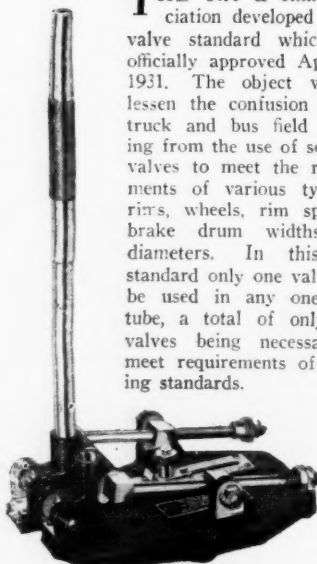 ciation developed
valve standard whic
officially approved Ap
1931. The object w
lessen the confusion
truck and bus field
ing from the use of se
valves to meet the r
ments of various ty
rims, wheels, rim sp
brake drum widths
diameters. In this
standard only one val
be used in any one
tube, a total of only
valves being necessa
meet requirements of
ing standards.